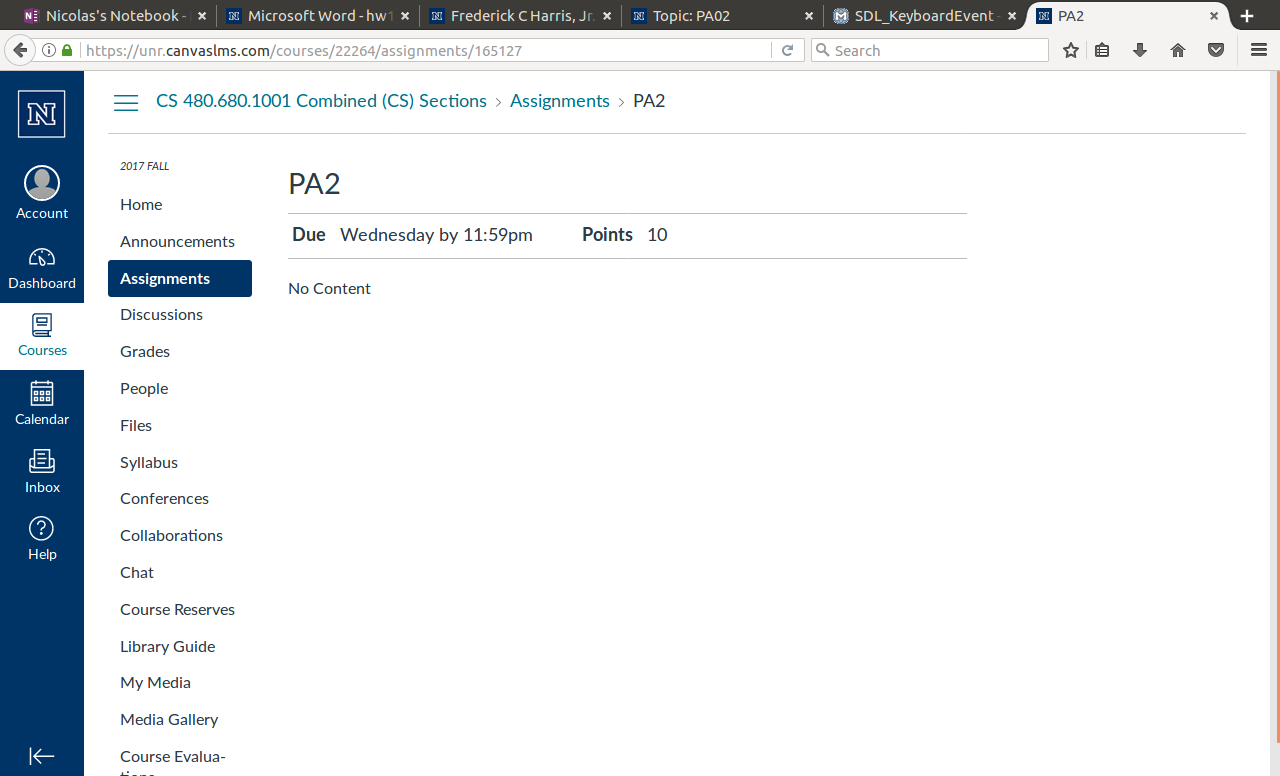 Nicolas's Notebook -
Microsoft Word - hw1
Frederick C Harris, Jr.
Topic: PA02
SDL_KeyboardEvent -
PA2
https://unr.canvaslms.com/courses/22264/assignments/165127
Search
CS 480.680.1001 Combined (CS) Sections > Assignments > PA2
2017 FALL
Home
Announcements
Assignments
Discussions
Grades
People
Files
Syllabus
Conferences
Collaborations
Chat
Course Reserves
Library Guide
My Media
Media Gallery
Course Evalua-
tions
PA2
Due Wednesday by 11:59pm Points 10
No Content
N
Account
Dashboard
Courses
Calendar
Inbox
Help